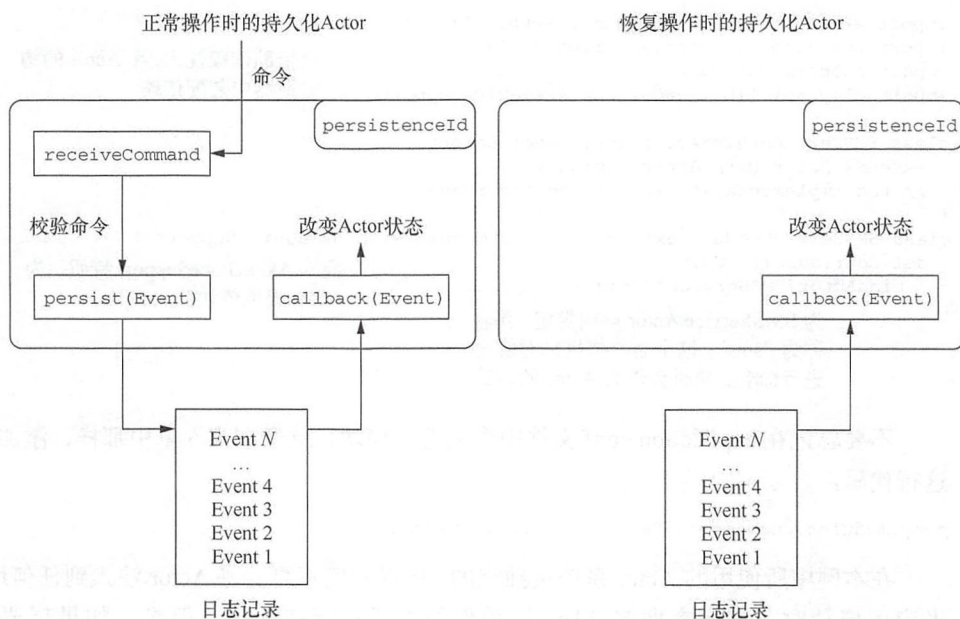 正常操作时的持久化Actor
命令
persistenceId
receiveCommand
校验命令
改变Actor状态
persist(Event)
callback(Event)
Event N
…
Event 4
Event 3
Event 2
Event 1
日志记录
恢复操作时的持久化Actor
persistenceId
改变Actor状态
callback(Event)
Event N
…
Event 4
Event 3
Event 2
Event 1
日志记录